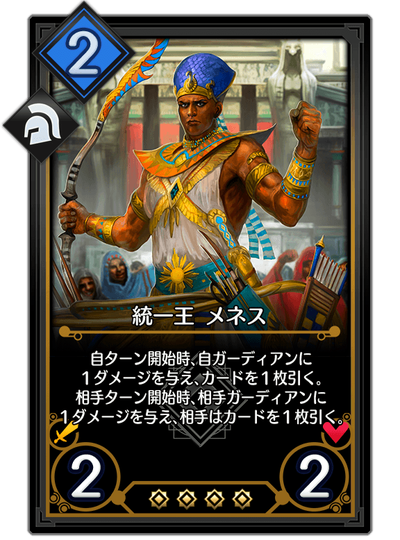 2
統一王 メネス
自ターン開始時、自ガーディアンに
１ダメージを与え、カードを１枚引く。
相手ターン開始時、相手ガーディアンに
１ダメージを与え、相手はカードを１枚引く。
2
2